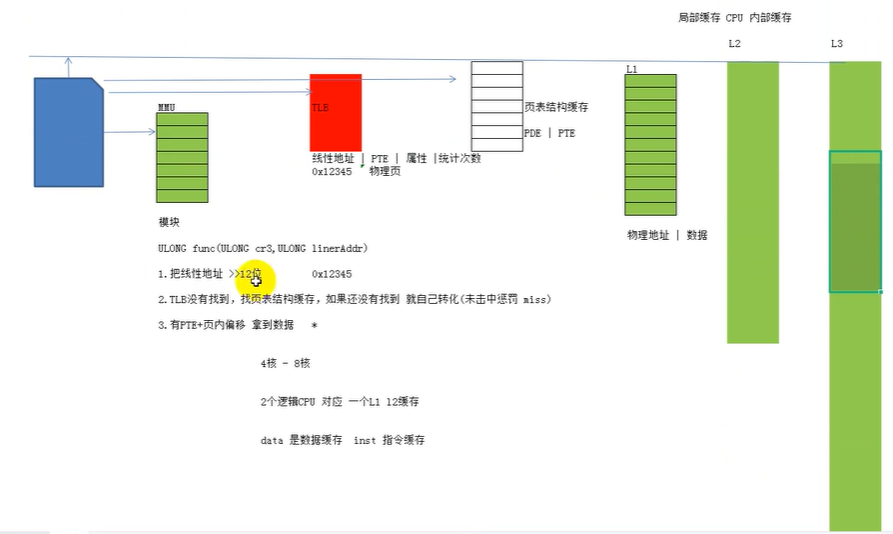 局部缓存 CPU 内部缓存
L2
L3
L1
MMU
TLE
页表结构缓存
PDE | PTE
线性地址 | PTE | 属性 |统计次数
0x12345 物理页
模块
物理地址 | 数据
ULONG func(ULONG cr3,ULONG linerAddr)
1.把线性地址 >>12位 0x12345
2.TLB没有找到，找页表结构缓存，如果还没有找到 就自己转化(未击中惩罚 miss)
3.有PTE+页内偏移 拿到数据 *
4核 - 8核
2个逻辑CPU 对应 一个L1 l2缓存
data 是数据缓存 inst 指令缓存